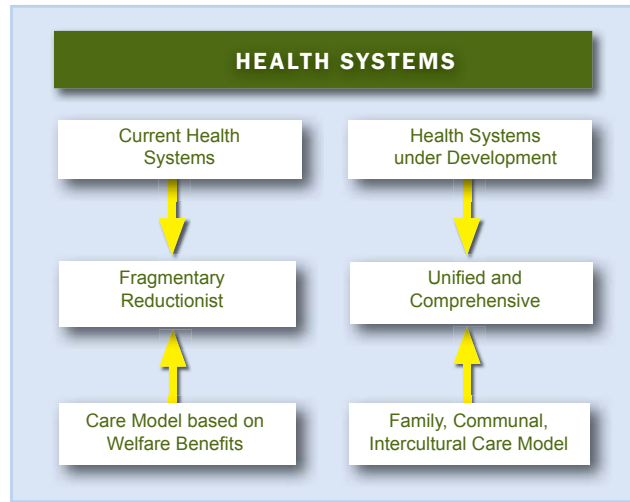 HEALTH SYSTEMS
Current Health
Systems
Health Systems
under Development
Fragmentary
Reductionist
Unified and
Comprehensive
Care Model based on
Welfare Benefits
Family, Communal,
Intercultural Care Model